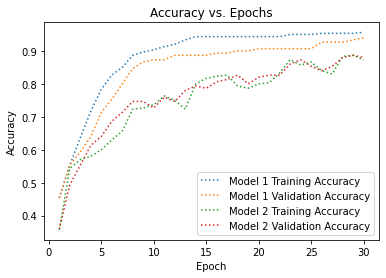 Accuracy vs. Epochs
Accuracy
0.9
0.8
0.7
0.6
0.5
0.4
Model 1 Training Accuracy
Model 1 Validation Accuracy
Model 2 Training Accuracy
Model 2 Validation Accuracy
0 5 10 15 20 25 30
Epoch